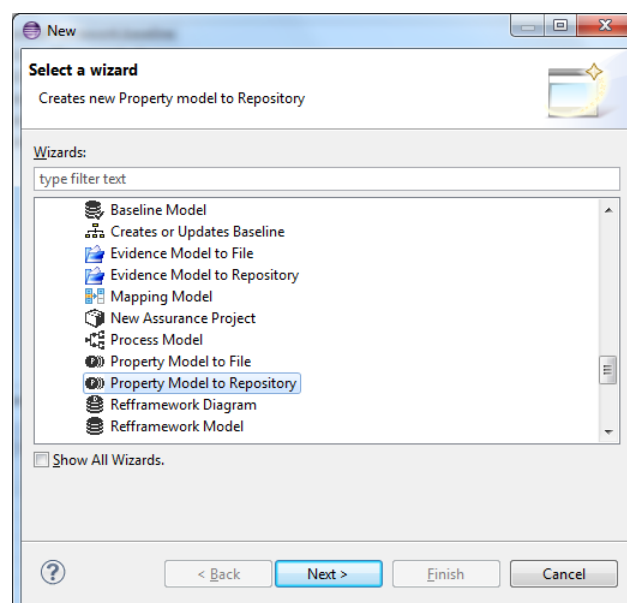 New
Select a wizard
Creates new Property model to Repository
Wizards:
type filter text
Baseline Model
Creates or Updates Baseline
Evidence Model to File
Evidence Model to Repository
Mapping Model
New Assurance Project
Process Model
Property Model to File
Property Model to Repository
Refframework Diagram
Refframework Model
Show All Wizards.
? < Back Next > Finish Cancel